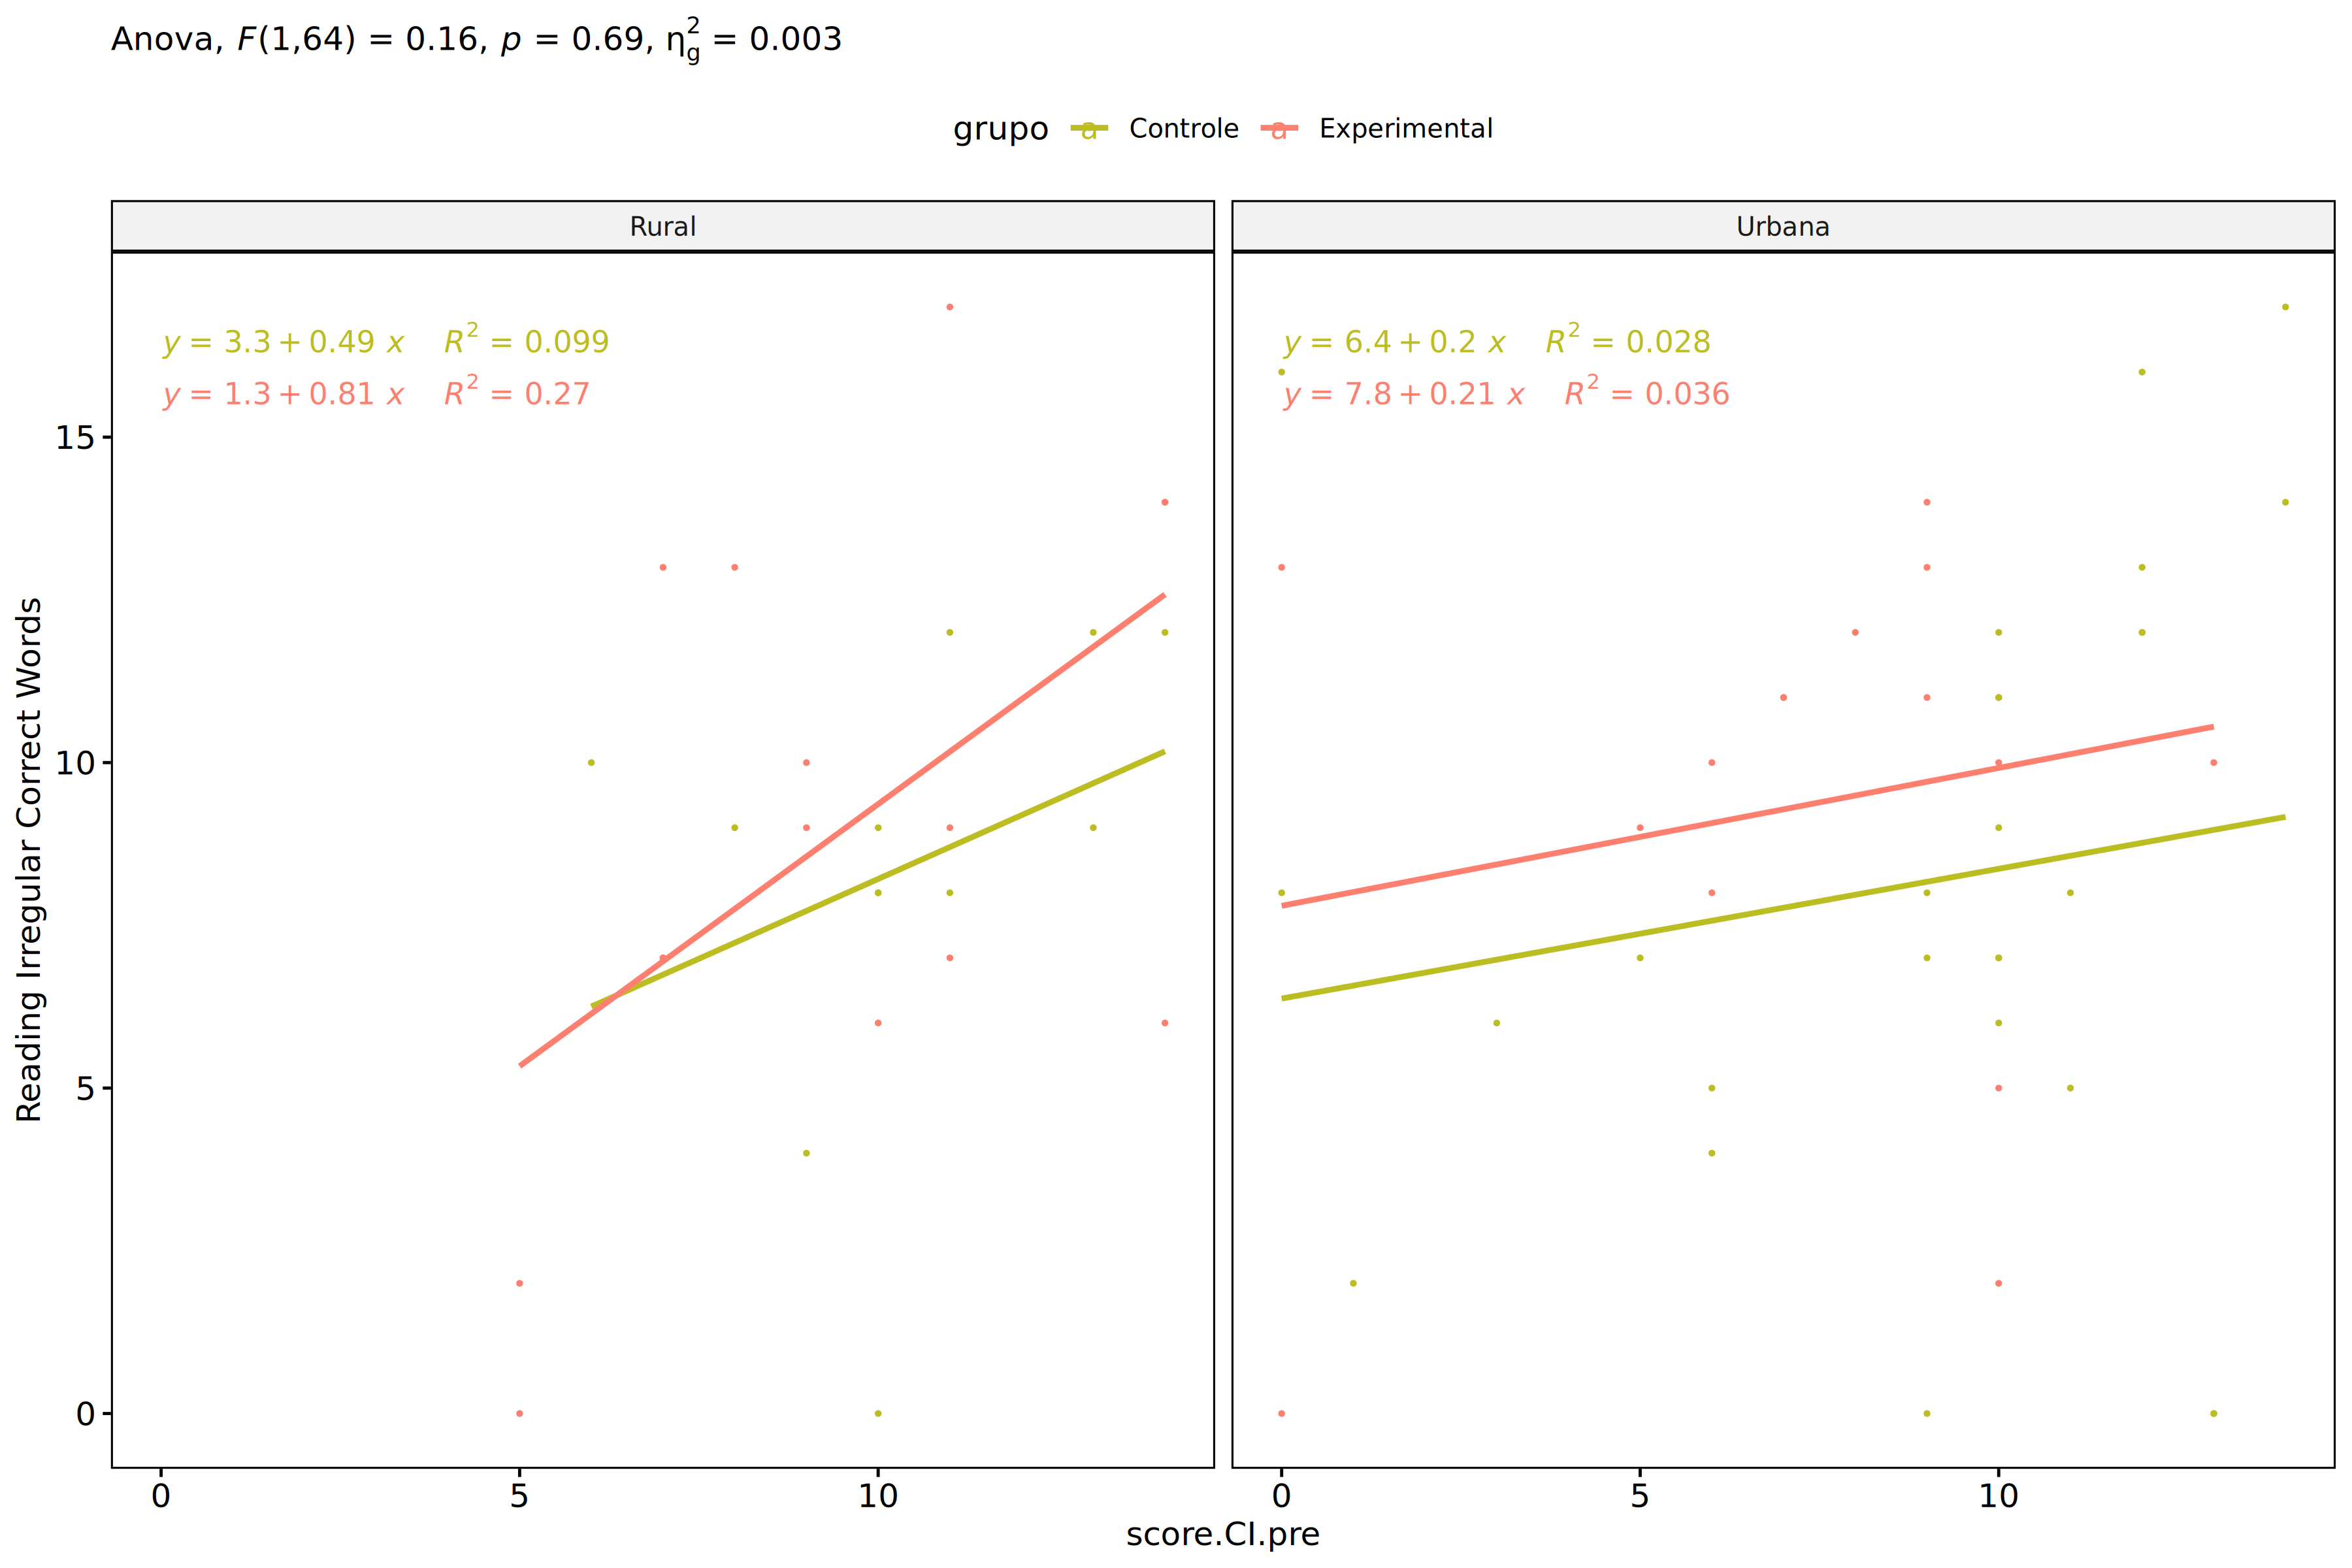 Anova, F(1,64) = 0.16, p = 0.69, η²g = 0.003
grupo a Controle a Experimental
Rural
Urbana
y = 3.3 + 0.49 x R² = 0.099
y = 1.3 + 0.81 x R² = 0.27
y = 6.4 + 0.2 x R² = 0.028
y = 7.8 + 0.21 x R² = 0.036
Reading Irregular Correct Words
15
10
5
0
0 5 10
0 5 10
score.CI.pre